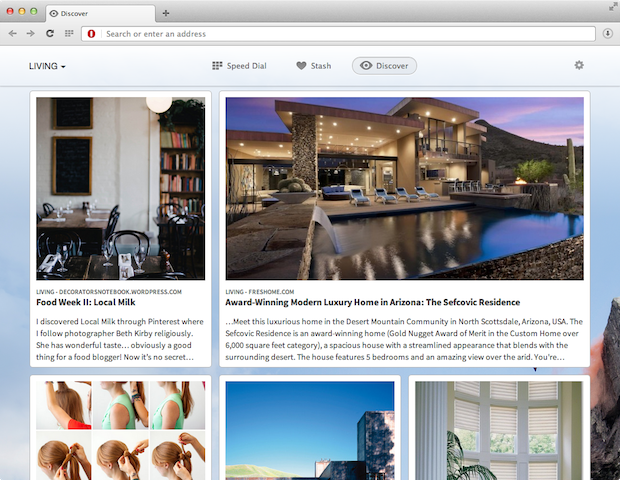 Discover
Search or enter an address
LIVING
Speed Dial
Stash
Discover
LIVING - DECORATORSNOTEBOOK.WORDPRESS.COM
Food Week II: Local Milk
I discovered Local Milk through Pinterest where
I follow photographer Beth Kirby religiously.
She has wonderful taste… obviously a good
thing for a food blogger! Now it's no secret…
LIVING - FRESHOME.COM
Award-Winning Modern Luxury Home in Arizona: The Sefcovic Residence
…Meet this luxurious home in the Desert Mountain Community in North Scottsdale, Arizona, USA. The
Sefcovic Residence is an award-winning home (Gold Nugget Award of Merit in the Custom Home over
6,000 square feet category), a spacious house with a streamlined appearance that blends with the
surrounding desert. The house features 5 bedrooms and an amazing view over the arid. You're…